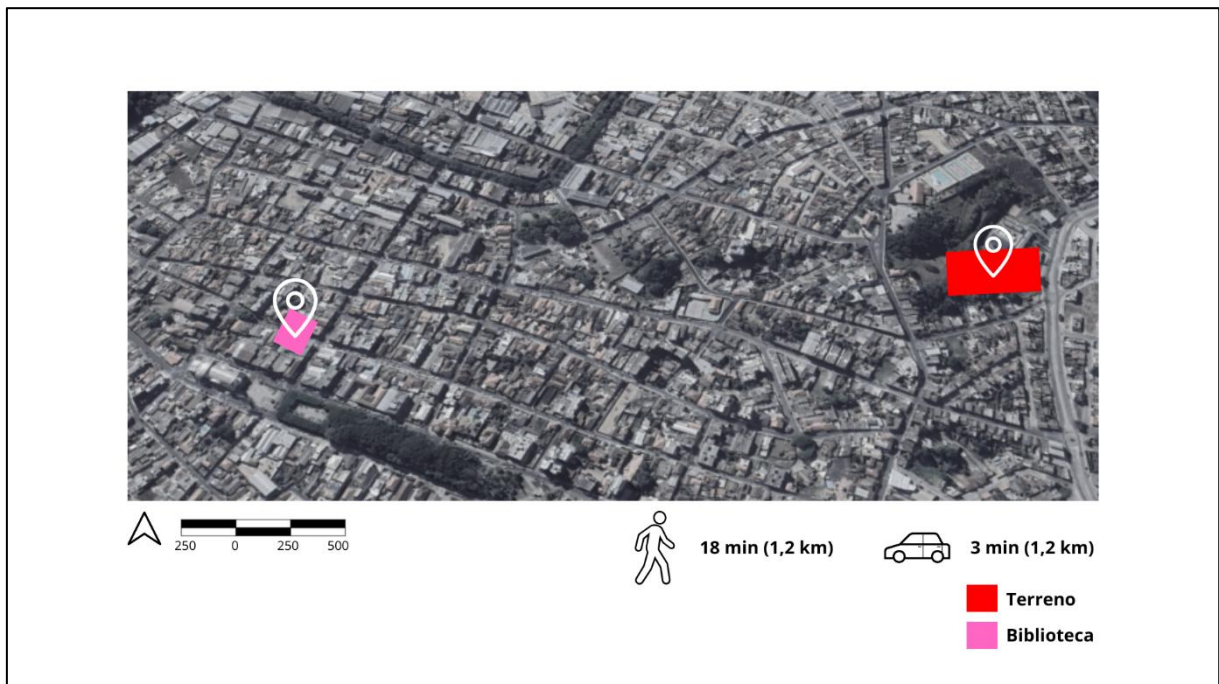 250 0 250 500
18 min (1,2 km)
3 min (1,2 km)
Terreno
Biblioteca